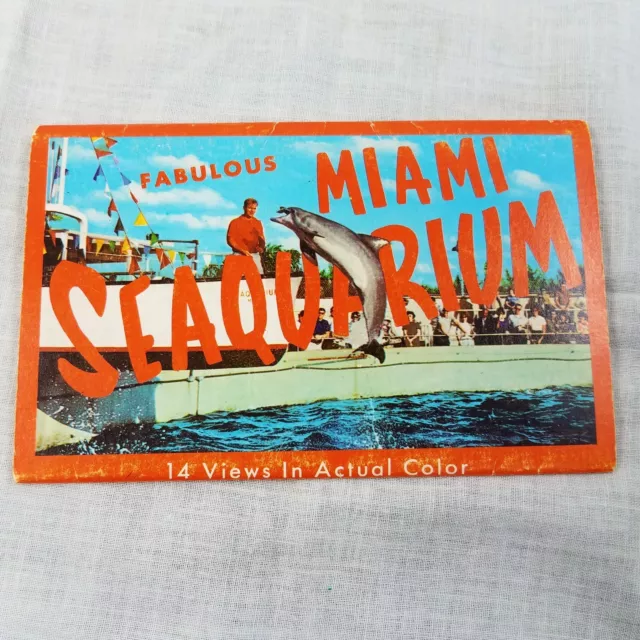 FABULOUS
MIAMI
SEAQUARIUM
14 Views In Actual Color